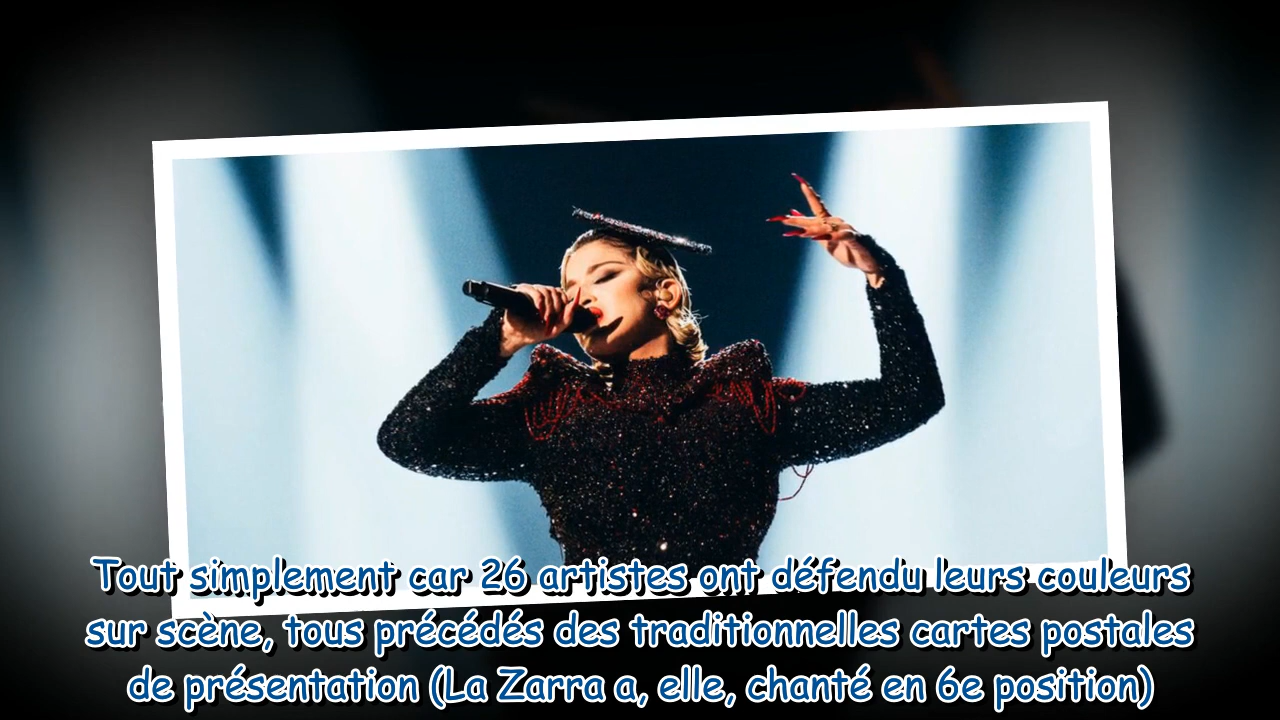 Tout simplement car 26 artistes ont défendu leurs couleurs
sur scène, tous précédés des traditionnelles cartes postales
de présentation (La Zarra a, elle, chanté en 6e position)